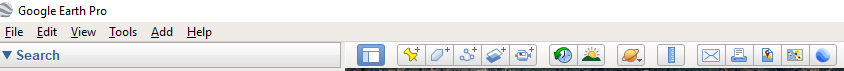 Google Earth Pro
File Edit View Tools Add Help
Search